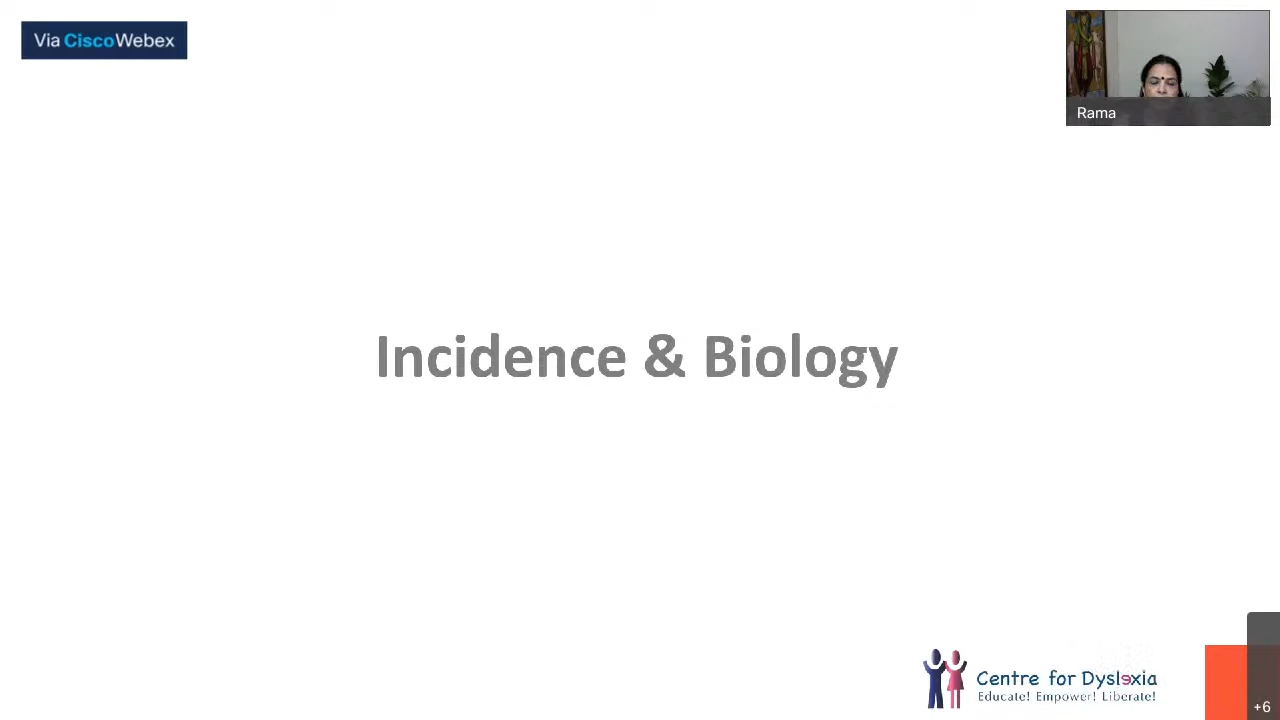 Via CiscoWebex
Rama
Incidence & Biology
Centre for Dyslexia
Educate! Empower! Liberate!
+6